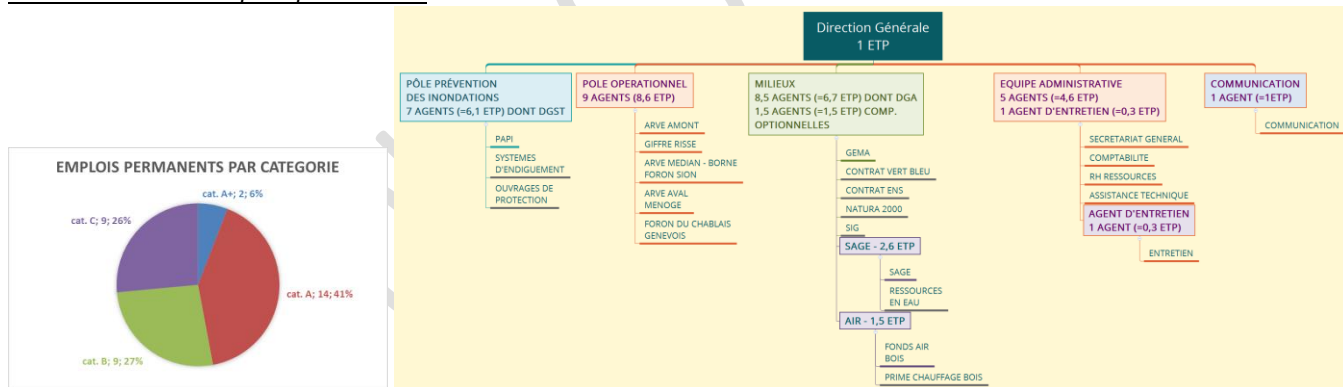 EMPLOIS PERMANENTS PAR CATEGORIE
cat. A+; 2; 6%
cat. C; 9; 26%
cat. A; 14; 41%
cat. B; 9; 27%
Direction Générale
1 ETP
PÔLE PRÉVENTION
DES INONDATIONS
7 AGENTS (=6,1 ETP) DONT DGST
PAPI
SYSTEMES
D'ENDIGUEMENT
OUVRAGES DE
PROTECTION
POLE OPERATIONNEL
9 AGENTS (8,6 ETP)
ARVE AMONT
GIFFRE RISSE
ARVE MEDIAN - BORNE
FORON SION
ARVE AVAL
MENOGE
FORON DU CHABLAIS
GENEVOIS
MILIEUX
8,5 AGENTS (=6,7 ETP) DONT DGA
1,5 AGENTS (=1,5 ETP) COMP.
OPTIONNELLES
GEMA
CONTRAT VERT BLEU
CONTRAT ENS
NATURA 2000
SIG
SAGE - 2,6 ETP
SAGE
RESSOURCES
EN EAU
AIR - 1,5 ETP
FONDS AIR
BOIS
PRIME CHAUFFAGE BOIS
EQUIPE ADMINISTRATIVE
5 AGENTS (=4,6 ETP)
1 AGENT D'ENTRETIEN (=0,3 ETP)
SECRETARIAT GENERAL
COMPTABILITE
RH RESSOURCES
ASSISTANCE TECHNIQUE
AGENT D'ENTRETIEN
1 AGENT (=0,3 ETP)
ENTRETIEN
COMMUNICATION
1 AGENT (=1ETP)
COMMUNICATION